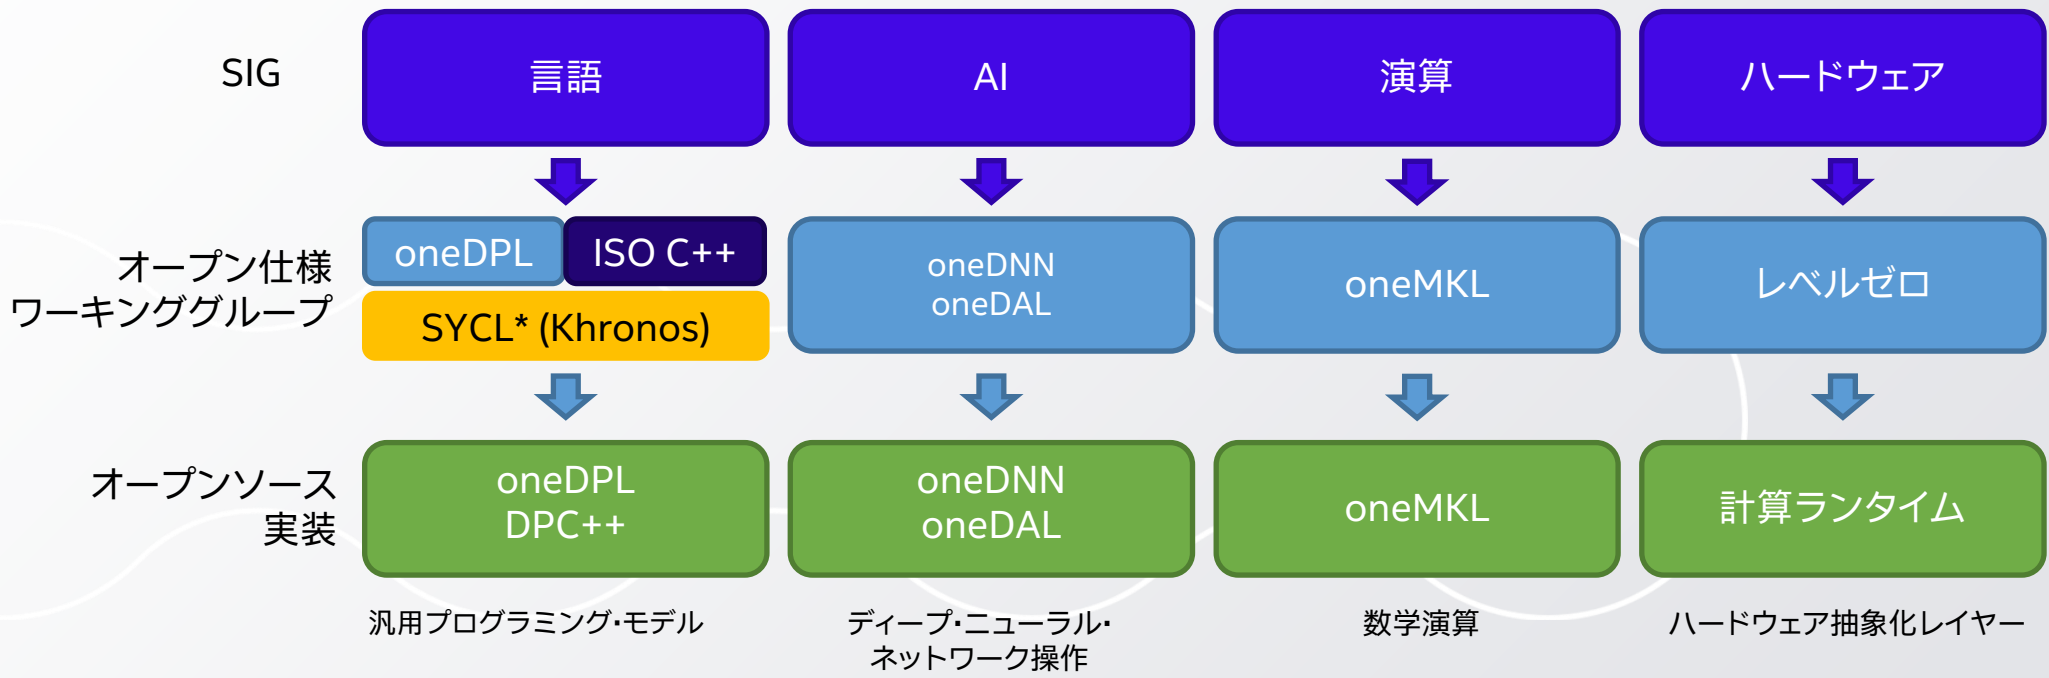 SIG
言語
AI
演算
ハードウェア
オープン仕様
ワーキンググループ
oneDPL
ISO C++
SYCL* (Khronos)
oneDNN
oneDAL
oneMKL
レベルゼロ
オープンソース
実装
oneDPL
DPC++
oneDNN
oneDAL
oneMKL
計算ランタイム
汎用プログラミング・モデル
ディープ・ニューラル・
ネットワーク操作
数学演算
ハードウェア抽象化レイヤー